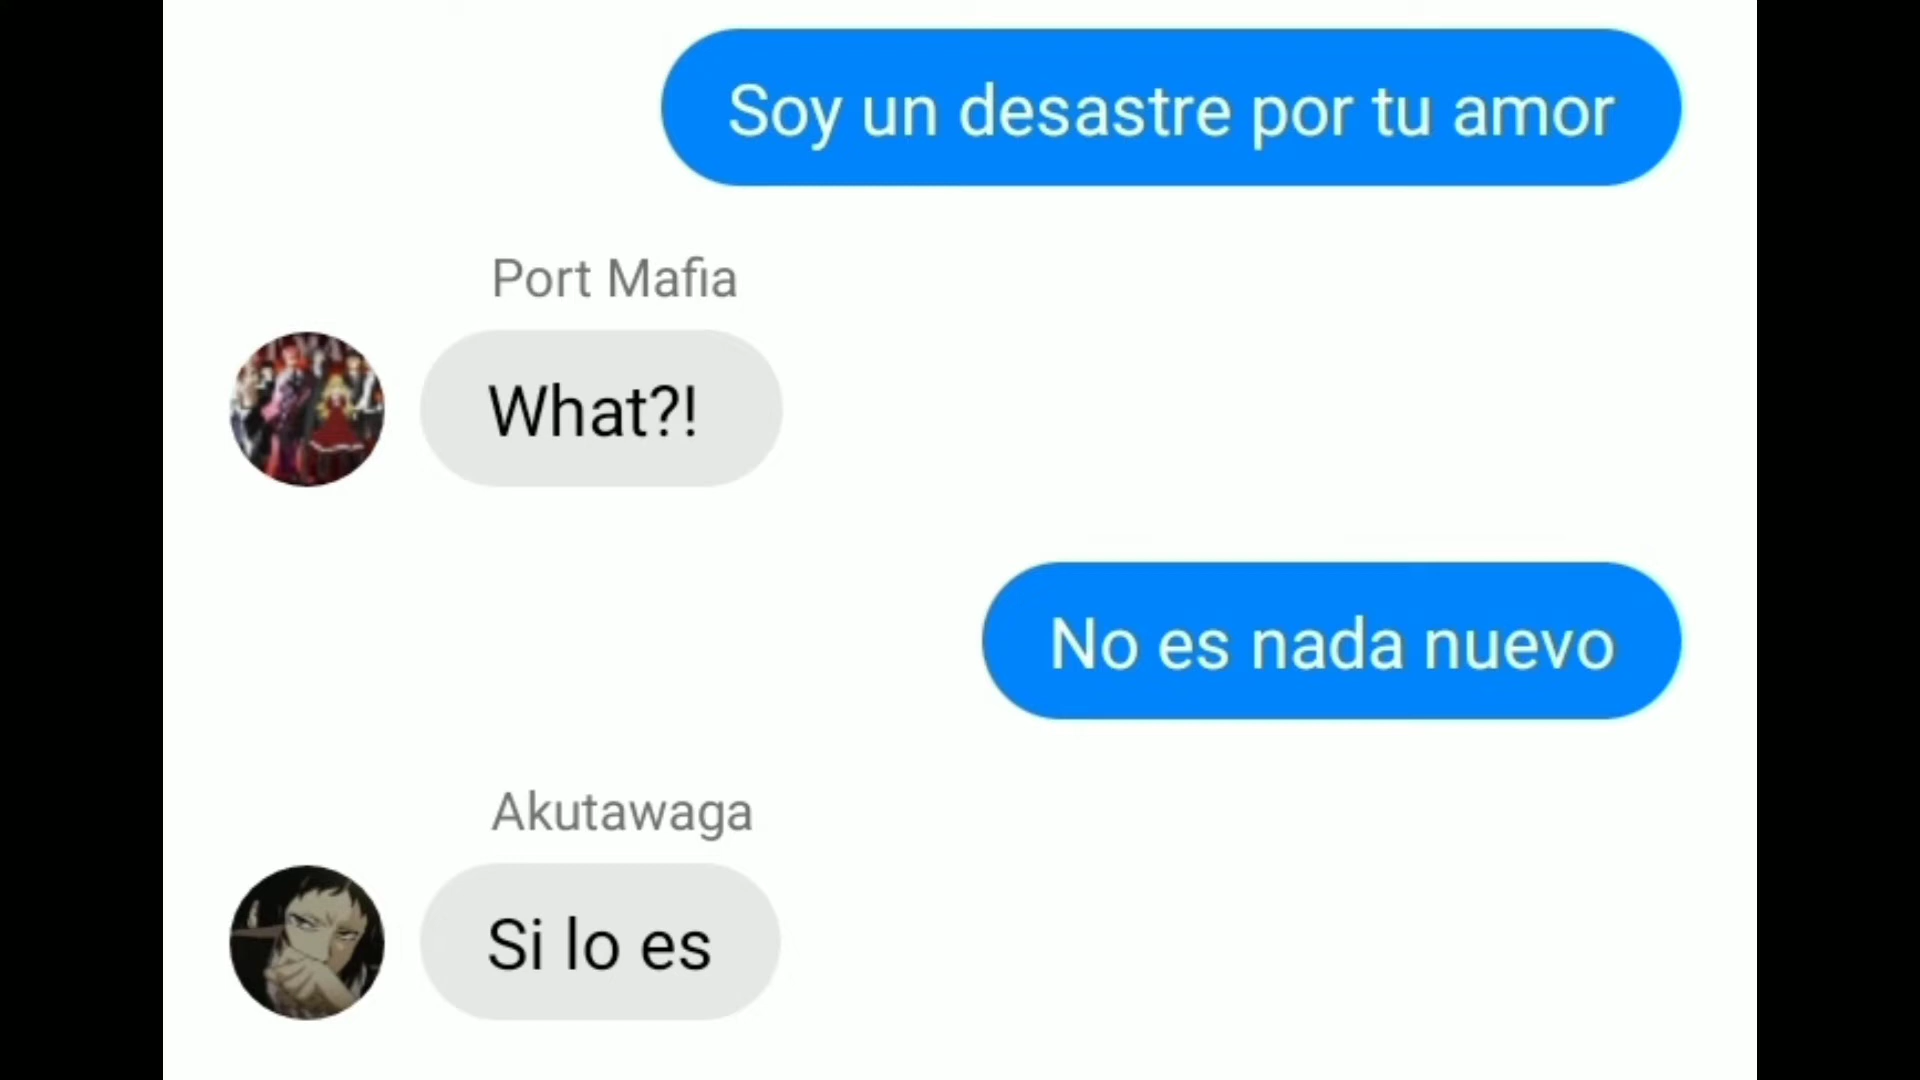 Soy un desastre por tu amor
Port Mafia
What?!
No es nada nuevo
Akutawaga
Si lo es